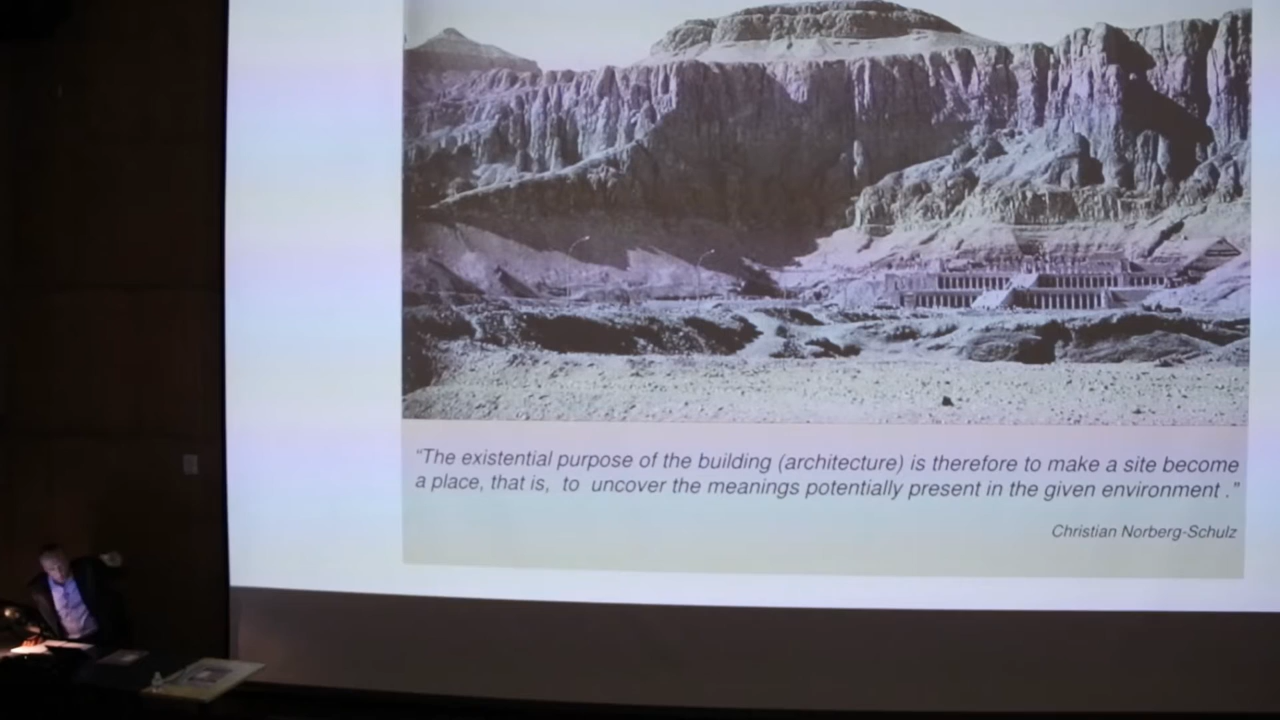 "The existential purpose of the building (architecture) is therefore to make a site become
a place, that is, to uncover the meanings potentially present in the given environment ."
Christian Norberg-Schulz